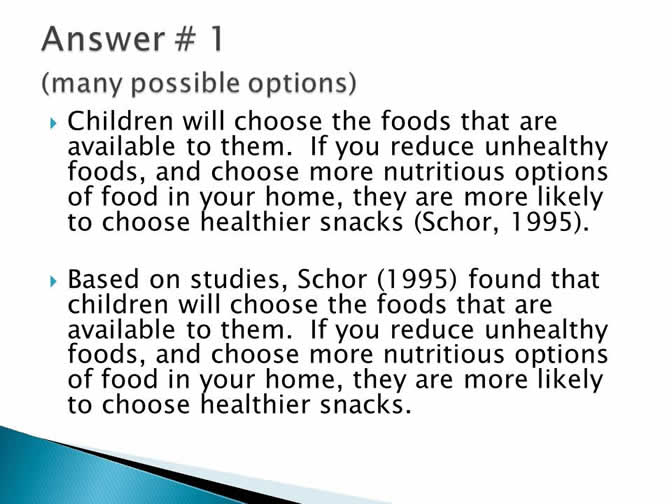 Answer # 1
(many possible options)
Children will choose the foods that are
available to them.  If you reduce unhealthy
foods, and choose more nutritious options
of food in your home, they are more likely
to choose healthier snacks (Schor, 1995).
Based on studies, Schor (1995) found that
children will choose the foods that are
available to them.  If you reduce unhealthy
foods, and choose more nutritious options
of food in your home, they are more likely
to choose healthier snacks.